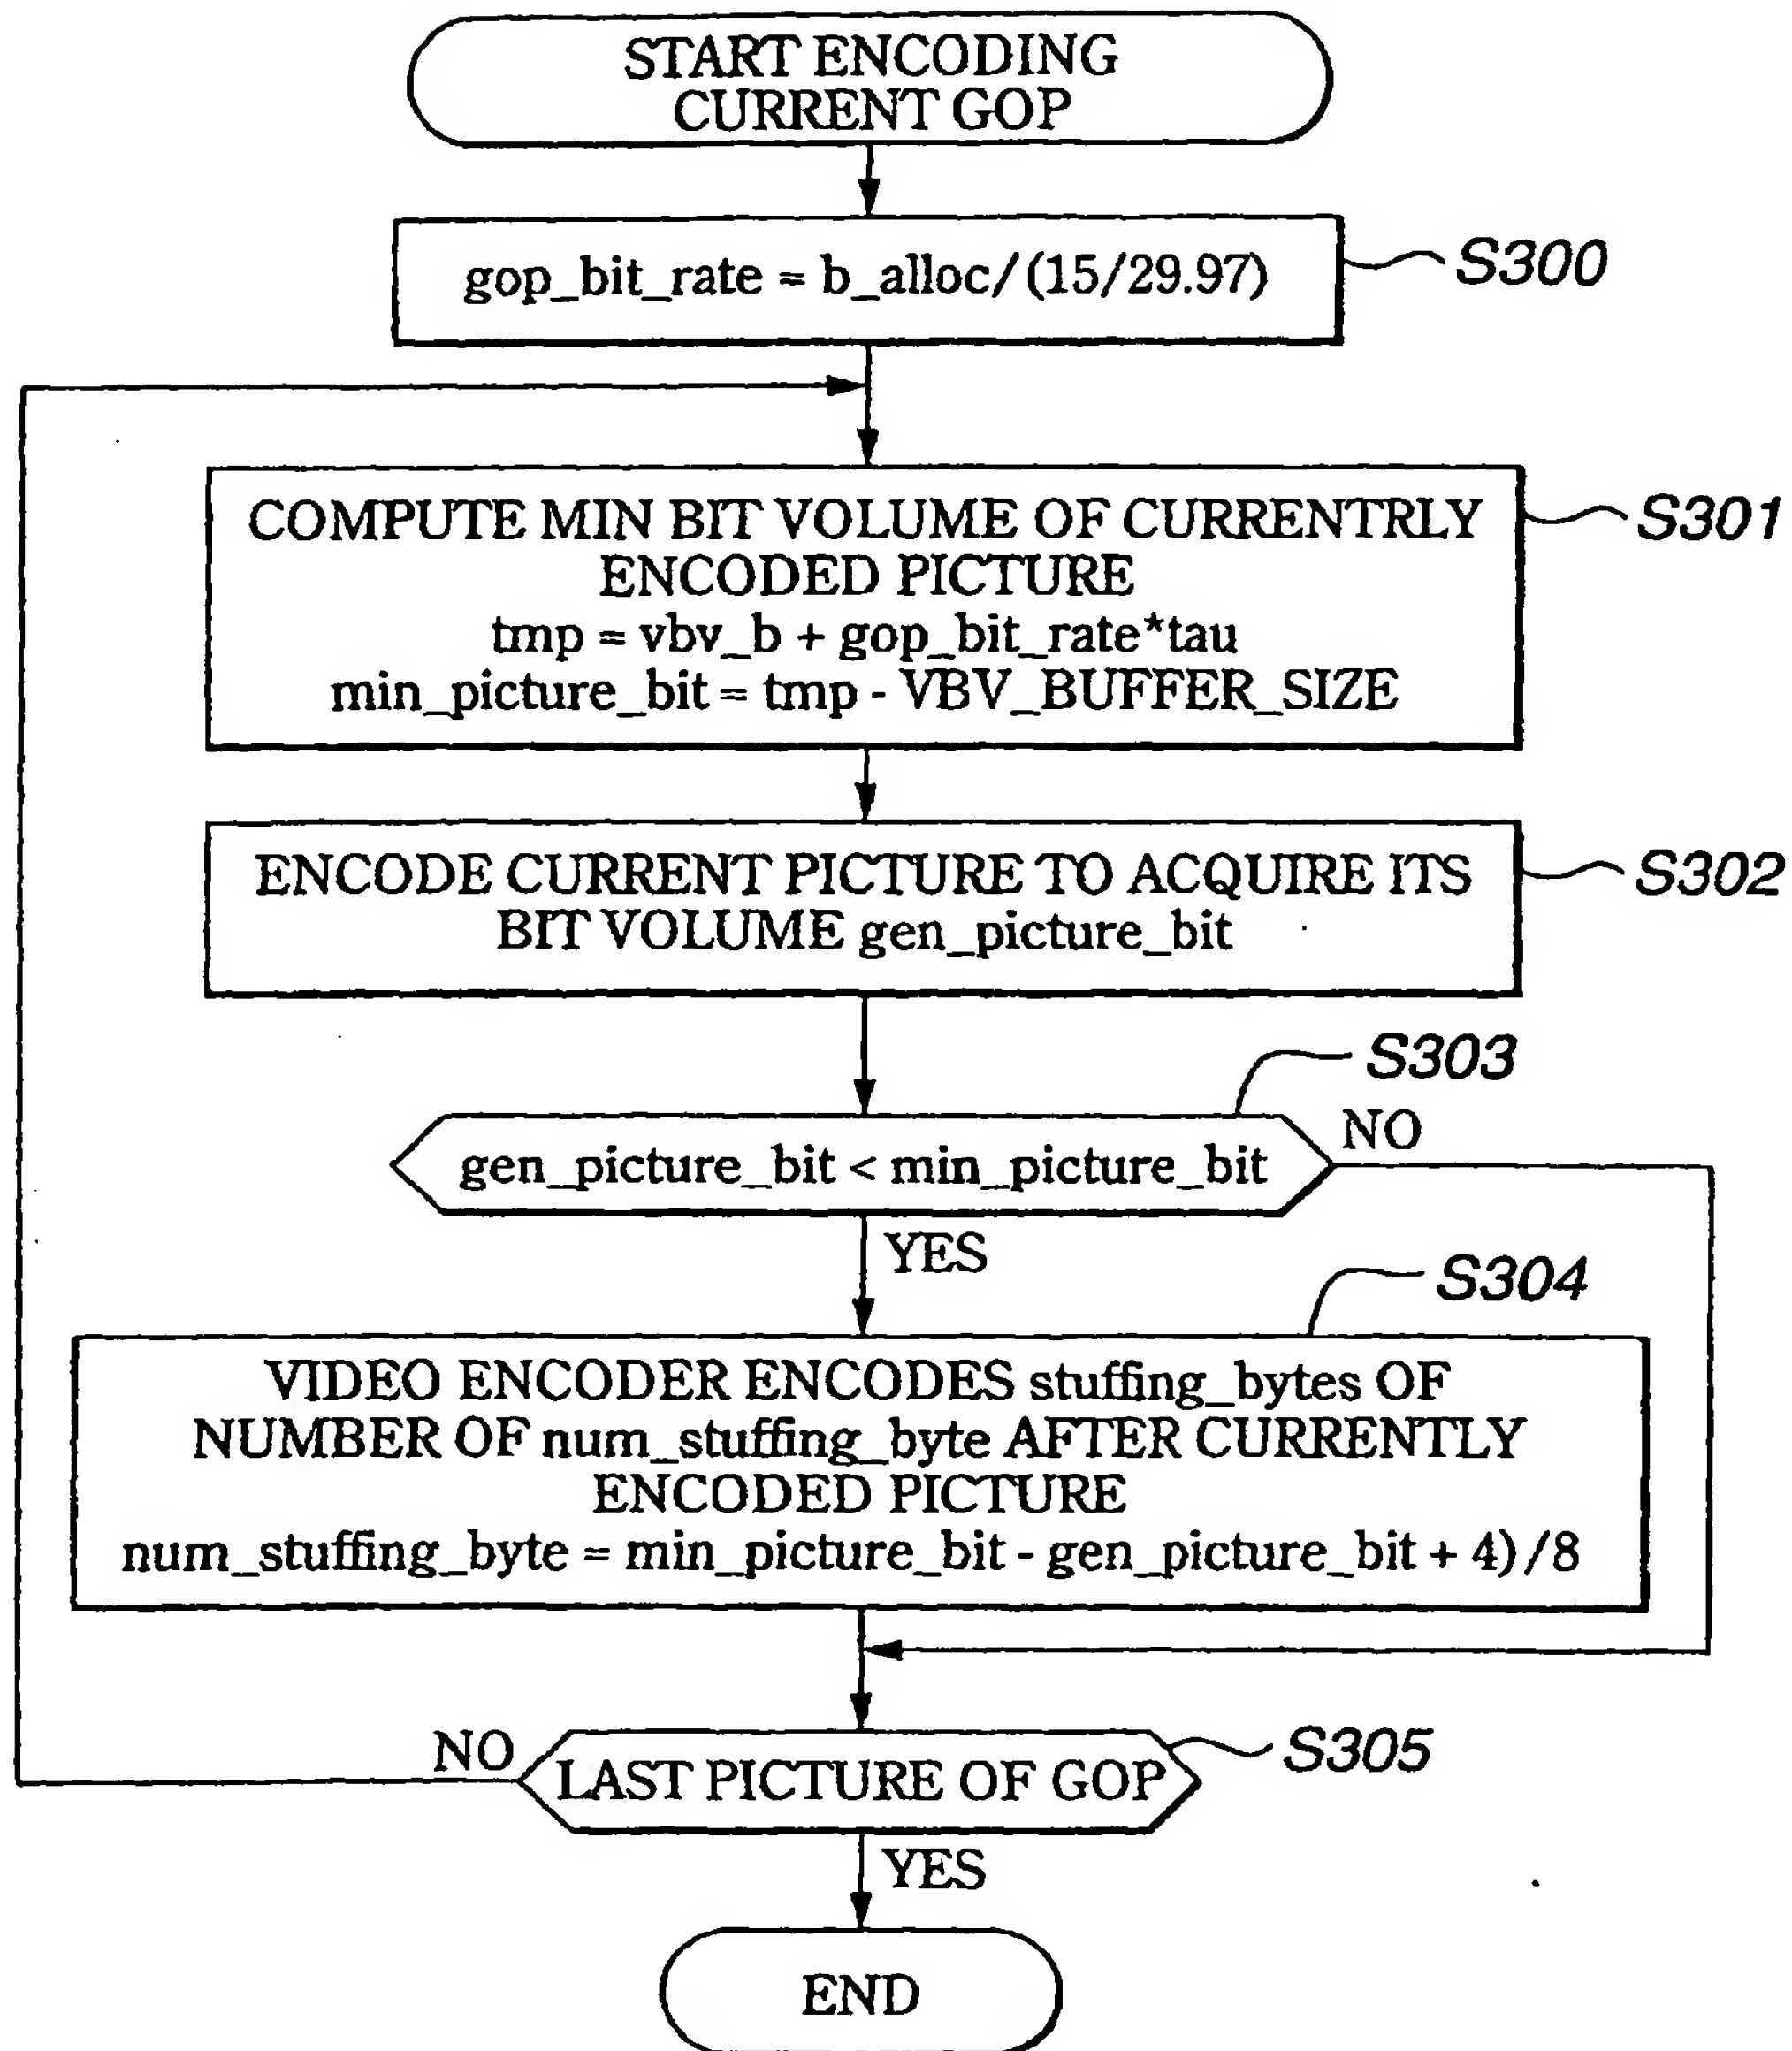 START ENCODING
CURRENT GOP
gop_bit_rate = b_alloc/(15/29.97)
S300
COMPUTE MIN BIT VOLUME OF CURRENTRLY
ENCODED PICTURE
tmp = vbv_b + gop_bit_rate*tau
min_picture_bit = tmp - VBV_BUFFER_SIZE
S301
ENCODE CURRENT PICTURE TO ACQUIRE ITS
BIT VOLUME gen_picture_bit
S302
S303
gen_picture_bit < min_picture_bit
NO
YES
S304
VIDEO ENCODER ENCODES stuffing_bytes OF
NUMBER OF num_stuffing_byte AFTER CURRENTLY
ENCODED PICTURE
num_stuffing_byte = min_picture_bit - gen_picture_bit + 4)/8
NO
LAST PICTURE OF GOP
S305
YES
END